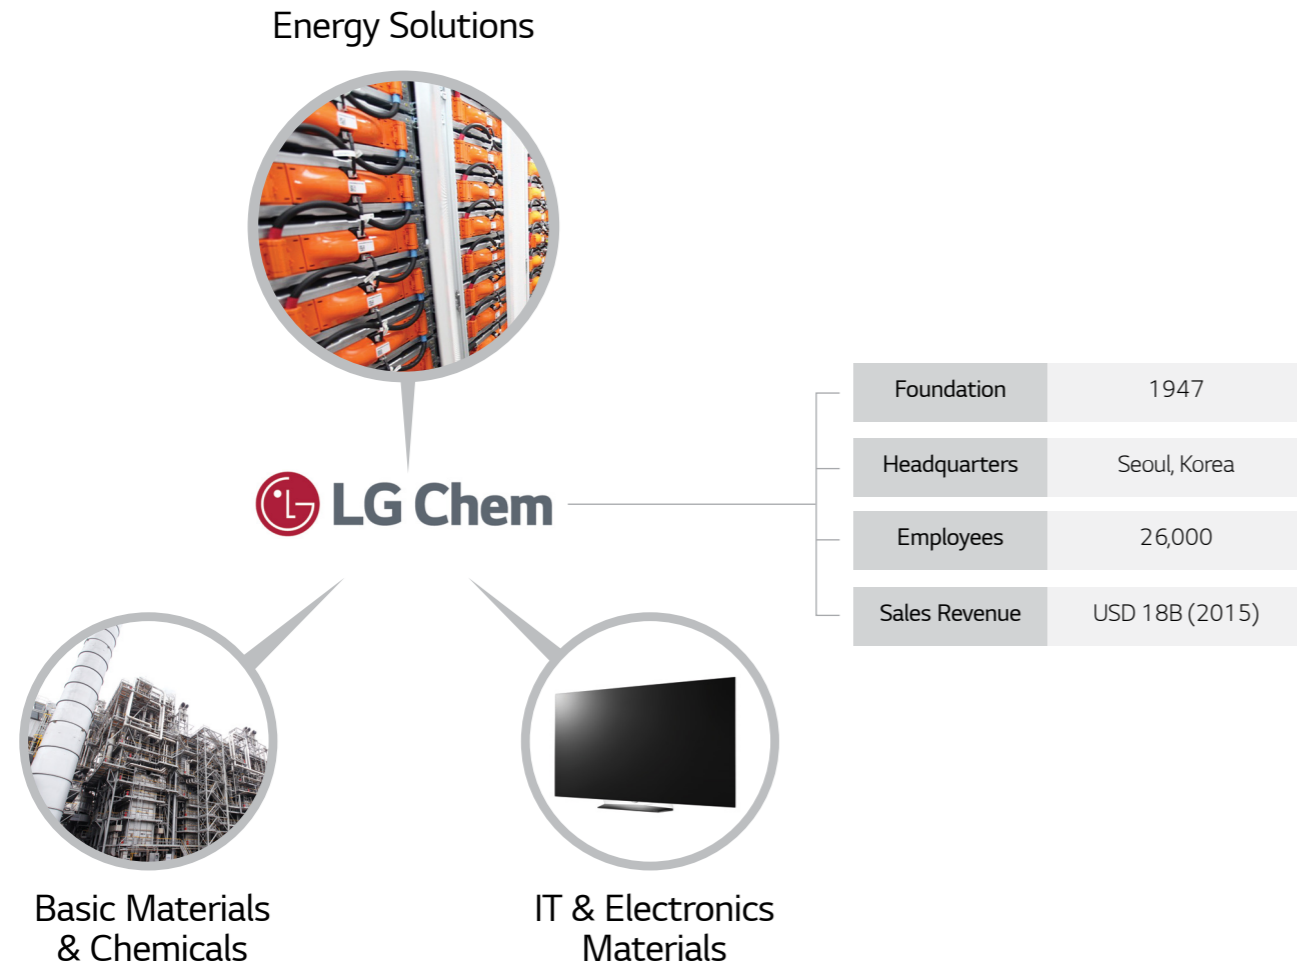 Energy Solutions
LG Chem
Foundation 1947
Headquarters Seoul, Korea
Employees 26,000
Sales Revenue USD 18B (2015)
Basic Materials
& Chemicals
IT & Electronics
Materials